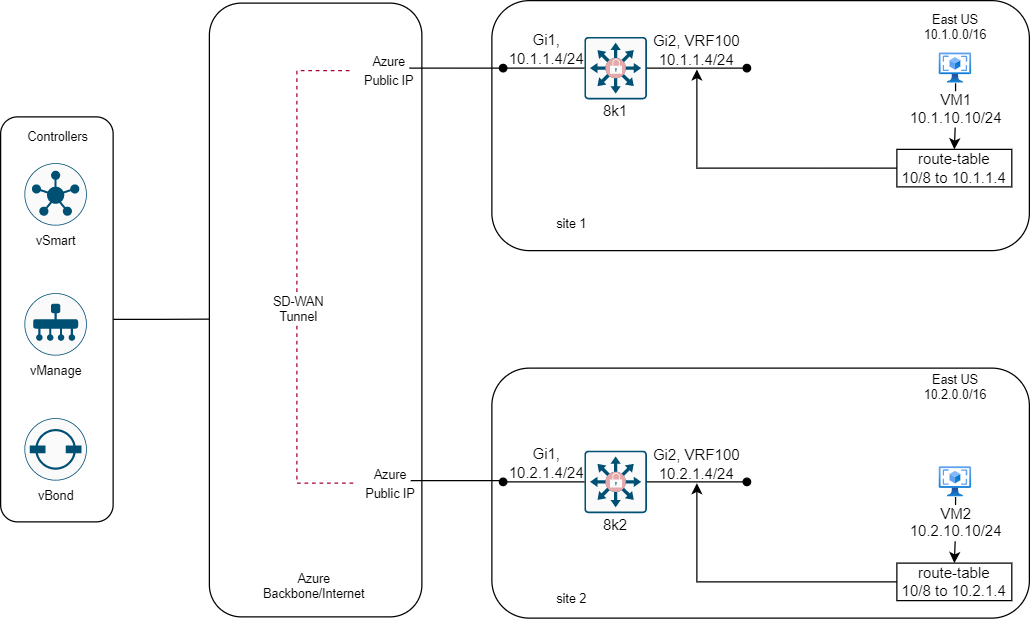 Controllers
vSmart
vManage
vBond
Azure
Public IP
SD-WAN
Tunnel
Azure
Public IP
Azure
Backbone/Internet
Gi1,
10.1.1.4/24
8k1
Gi2, VRF100
10.1.1.4/24
East US
10.1.0.0/16
VM1
10.1.10.10/24
route-table
10/8 to 10.1.1.4
site 1
Gi1,
10.2.1.4/24
8k2
Gi2, VRF100
10.2.1.4/24
East US
10.2.0.0/16
VM2
10.2.10.10/24
route-table
10/8 to 10.2.1.4
site 2